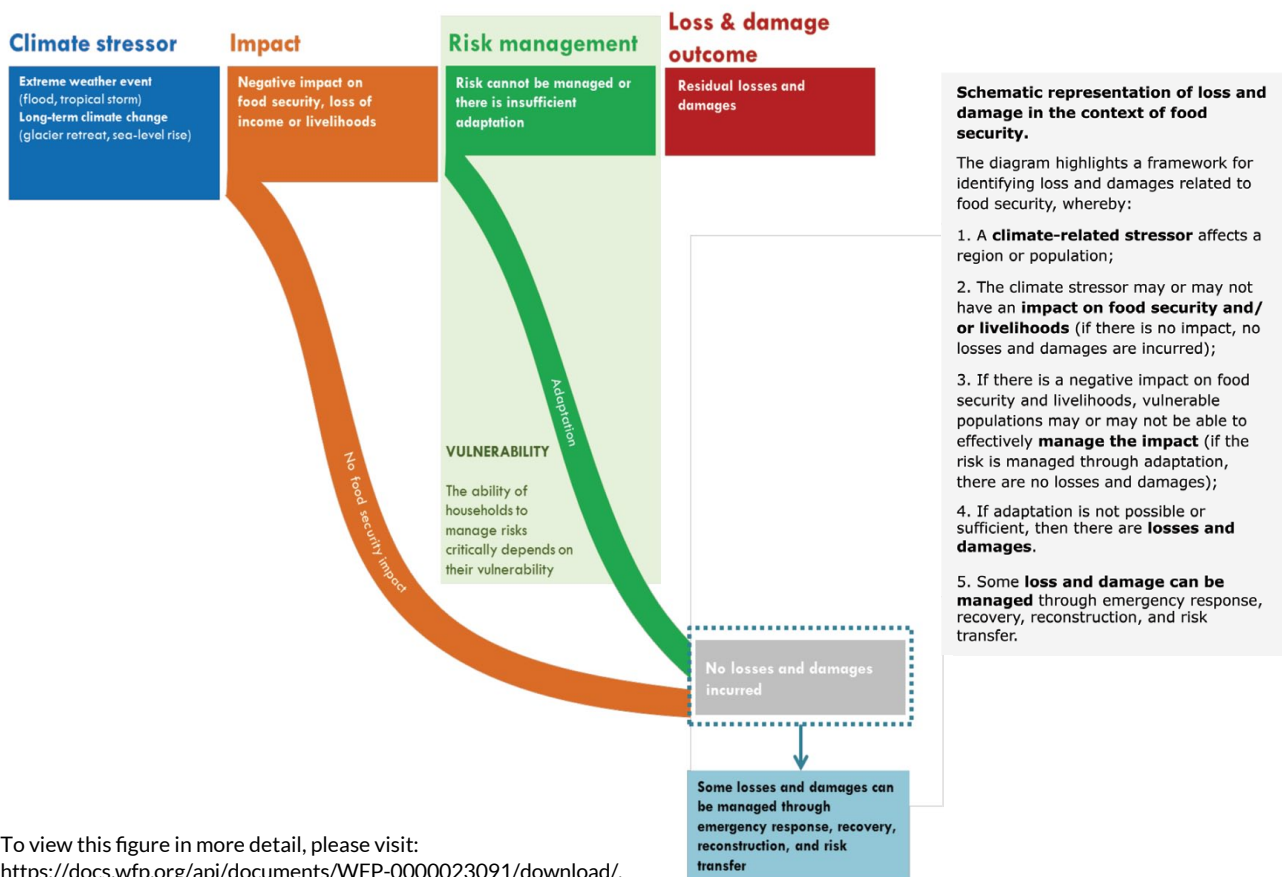 Climate stressor
Extreme weather event
(flood, tropical storm)
Long-term climate change
(glacier retreat, sea-level rise)
Impact
Negative impact on
food security, loss of
income or livelihoods
Risk management
Risk cannot be managed or
there is insufficient
adaptation
Loss & damage
outcome
Residual losses and
damages
No food security impact
Adaptation
VULNERABILITY
The ability of
households to
manage risks
critically depends on
their vulnerability
No losses and damages
incurred
Some losses and damages can
be managed through
emergency response, recovery,
reconstruction, and risk
transfer
Schematic representation of loss and
damage in the context of food
security.
The diagram highlights a framework for
identifying loss and damages related to
food security, whereby:
1. A climate-related stressor affects a
region or population;
2. The climate stressor may or may not
have an impact on food security and/
or livelihoods (if there is no impact, no
losses and damages are incurred);
3. If there is a negative impact on food
security and livelihoods, vulnerable
populations may or may not be able to
effectively manage the impact (if the
risk is managed through adaptation,
there are no losses and damages);
4. If adaptation is not possible or
sufficient, then there are losses and
damages.
5. Some loss and damage can be
managed through emergency response,
recovery, reconstruction, and risk
transfer.
To view this figure in more detail, please visit:
https://docs.wfp.org/api/documents/WFP-0000023091/download/.